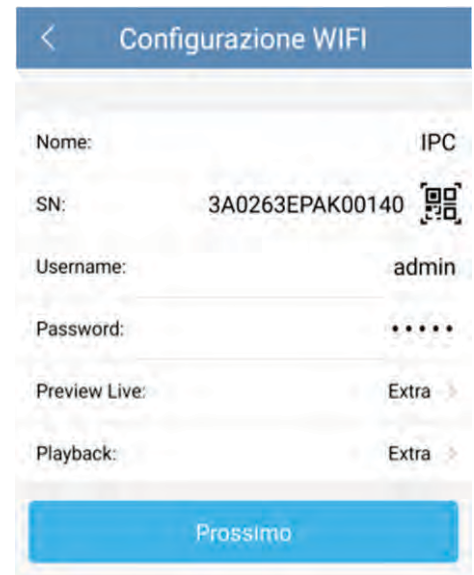 Configurazione WIFI
Nome: IPC
SN: 3A0263EPAK00140
Username: admin
Password: •••••
Preview Live: Extra
Playback: Extra
Prossimo